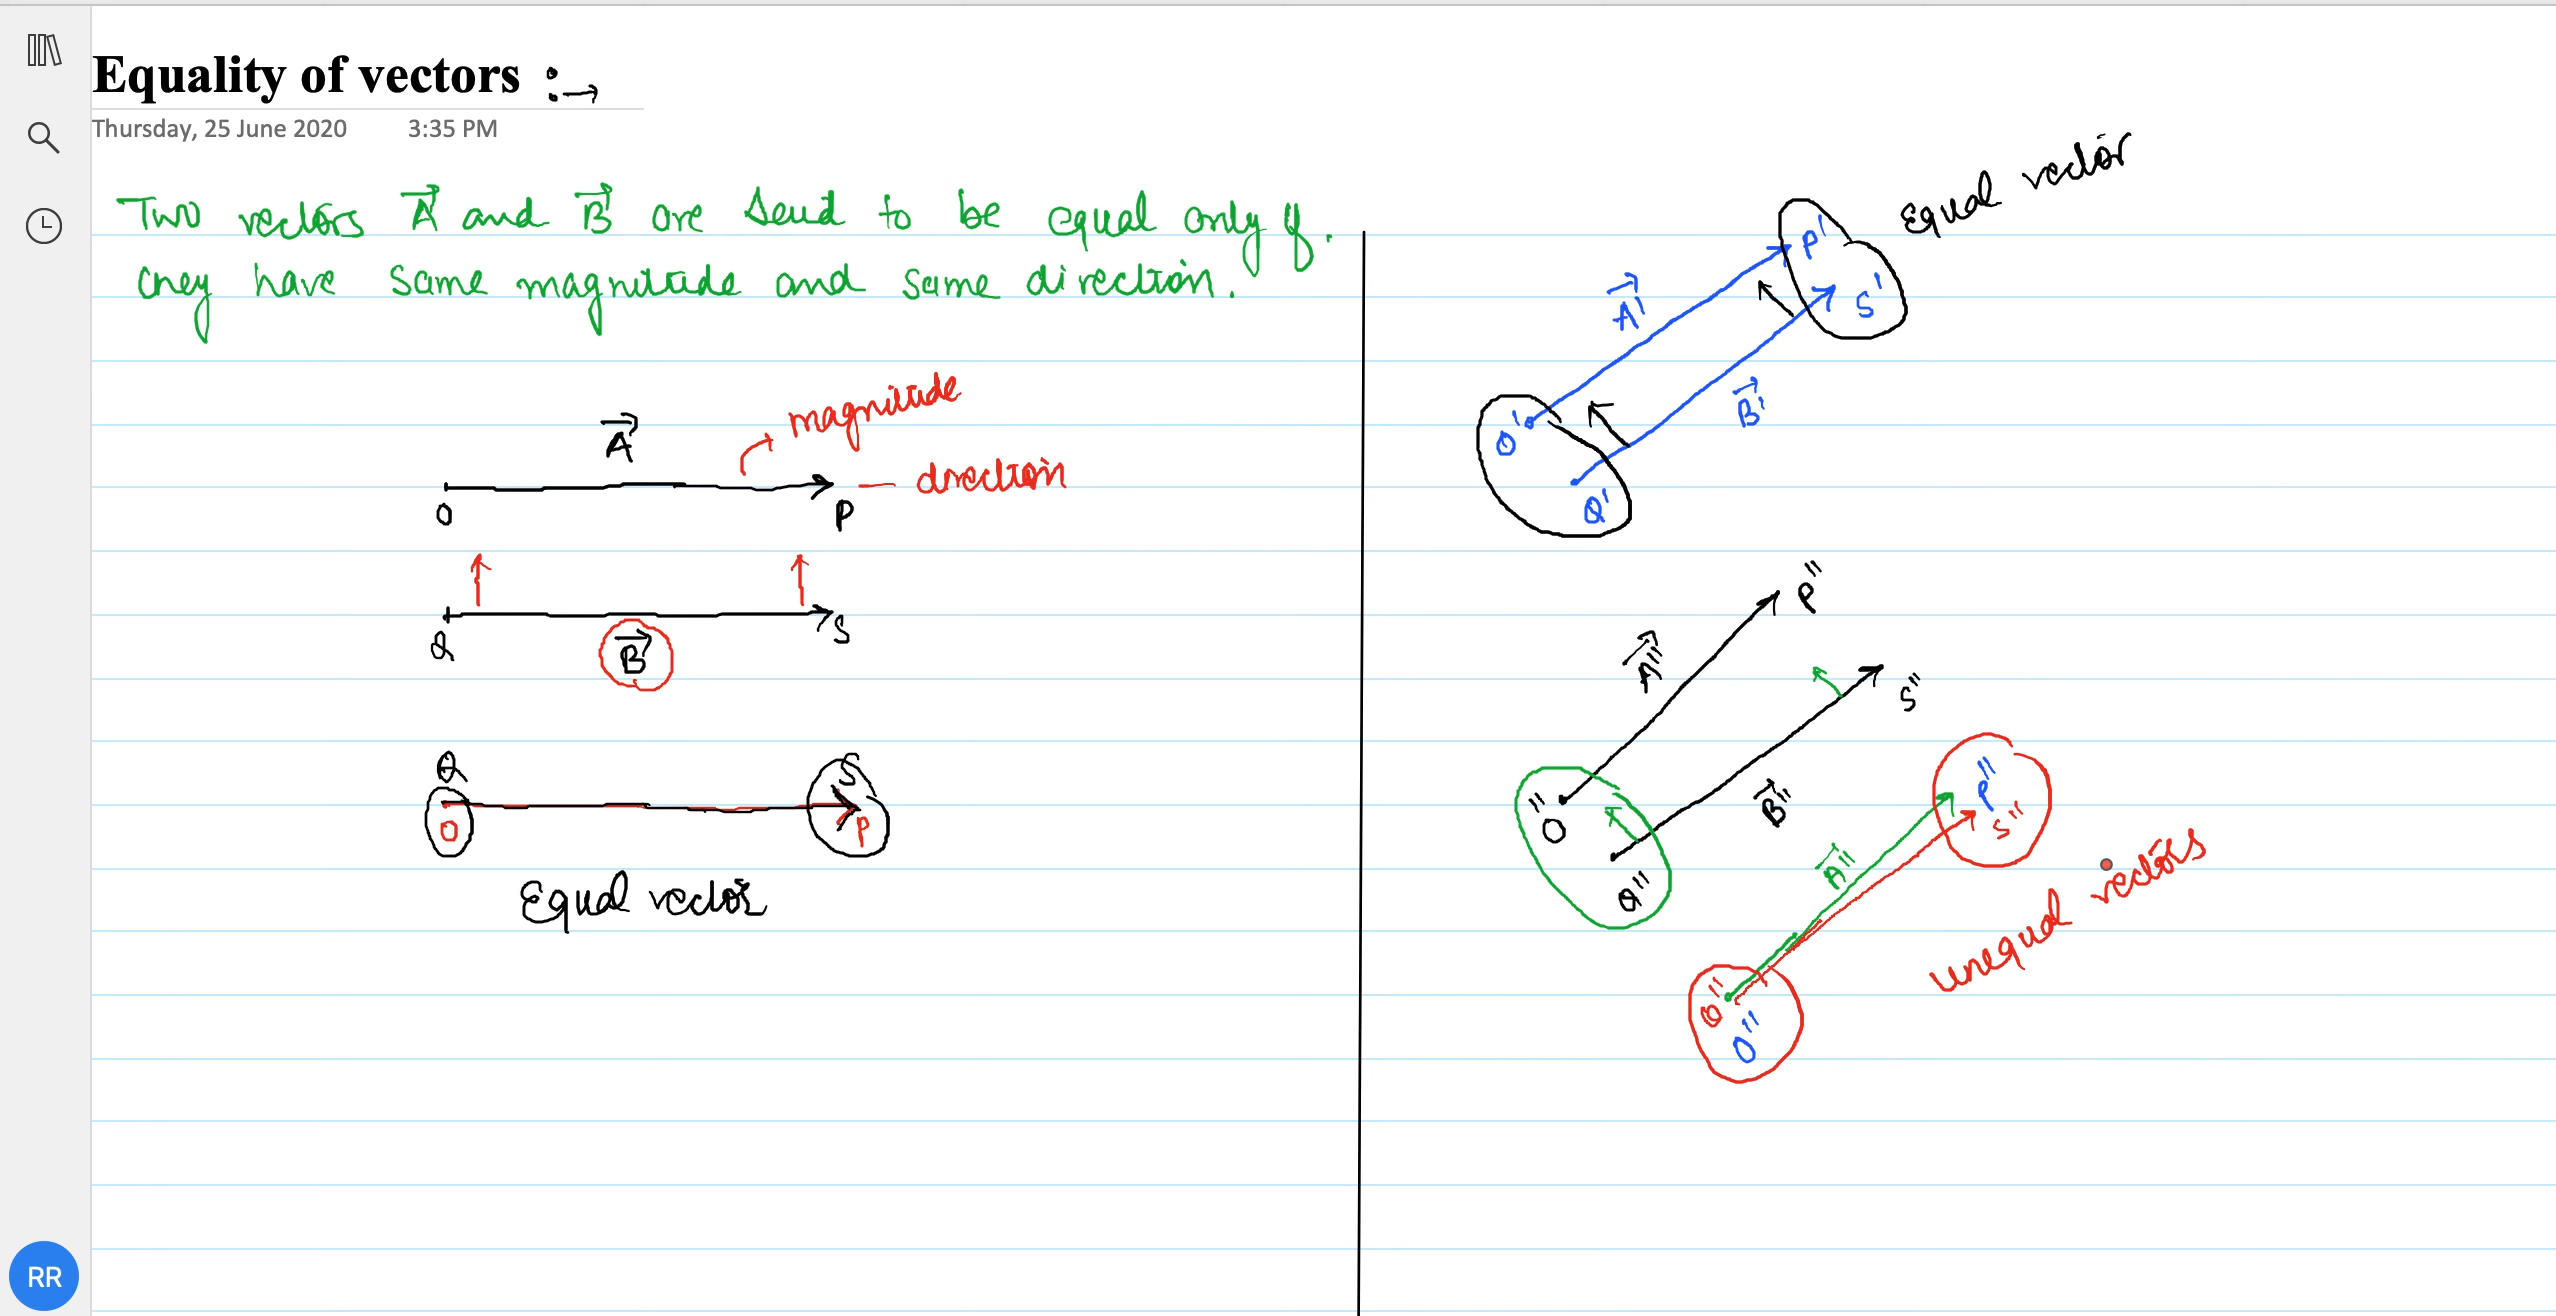 Equality of vectors :→
Thursday, 25 June 2020 3:35 PM
Two vectors A⃗ and B⃗ are said to be equal only if.
they have same magnitude and same direction.
A⃗
magnitude
direction
O P
Q S
B⃗
Q S
O P
Equal vector
Equal vector
P'
S'
A⃗'
B⃗'
O'
Q'
P"
A⃗"
S"
O"
B⃗"
Q"
P"
S"
A⃗"
unequal vectors
Q"
O"
RR